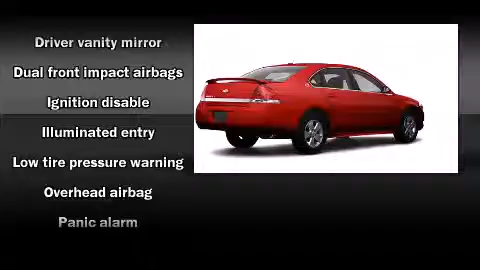 Driver vanity mirror
Dual front impact airbags
Ignition disable
Illuminated entry
Low tire pressure warning
Overhead airbag
Panic alarm